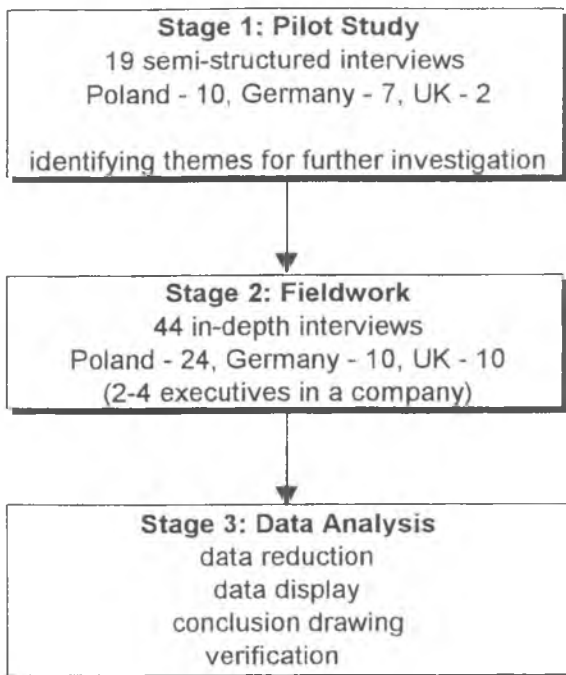 Stage 1: Pilot Study
19 semi-structured interviews
Poland - 10, Germany - 7, UK - 2
identifying themes for further investigation
Stage 2: Fieldwork
44 in-depth interviews
Poland - 24, Germany - 10, UK - 10
(2-4 executives in a company)
Stage 3: Data Analysis
data reduction
data display
conclusion drawing
verification